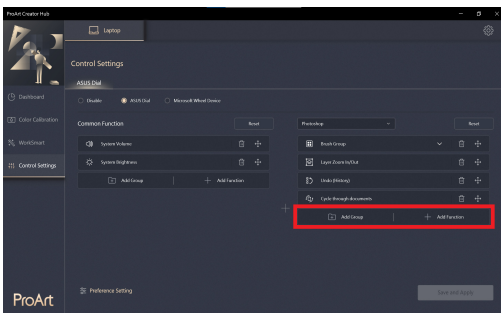 ProArt Creator Hub
Laptop
Control Settings
ASUS Dial
Disable
ASUS Dial
Microsoft Wheel Device
Dashboard
Color Calibration
WorkSmart
Control Settings
Common Function
Reset
System Volume
System Brightness
Add Group
Add Function
Photoshop
Reset
Brush Group
Layer Zoom In/Out
Undo (History)
Cycle through documents
Add Group
Add Function
Preference Setting
Save and Apply
ProArt